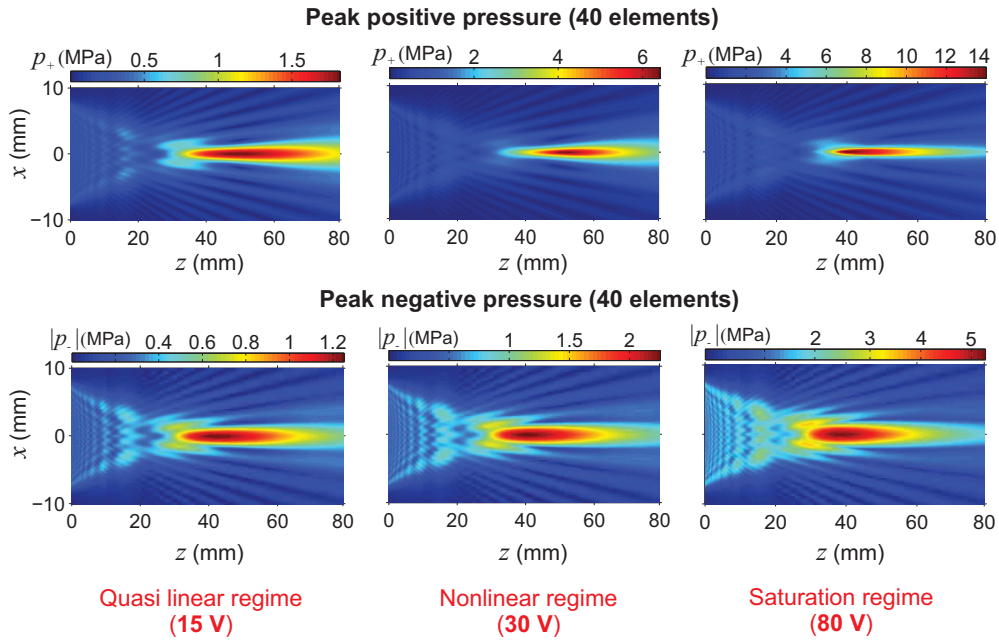 Peak positive pressure (40 elements)
p₊ (MPa) 0.5 1 1.5
p₊ (MPa) 2 4 6
p₊ (MPa) 4 6 8 10 12 14
10
0
−10
x (mm)
0 20 40 60 80
0 20 40 60 80
0 20 40 60 80
z (mm)
z (mm)
z (mm)
Peak negative pressure (40 elements)
|p₋|(MPa) 0.4 0.6 0.8 1 1.2
|p₋|(MPa) 1 1.5 2
|p₋|(MPa) 2 3 4 5
10
0
−10
x (mm)
0 20 40 60 80
0 20 40 60 80
0 20 40 60 80
z (mm)
z (mm)
z (mm)
Quasi linear regime
(15 V)
Nonlinear regime
(30 V)
Saturation regime
(80 V)